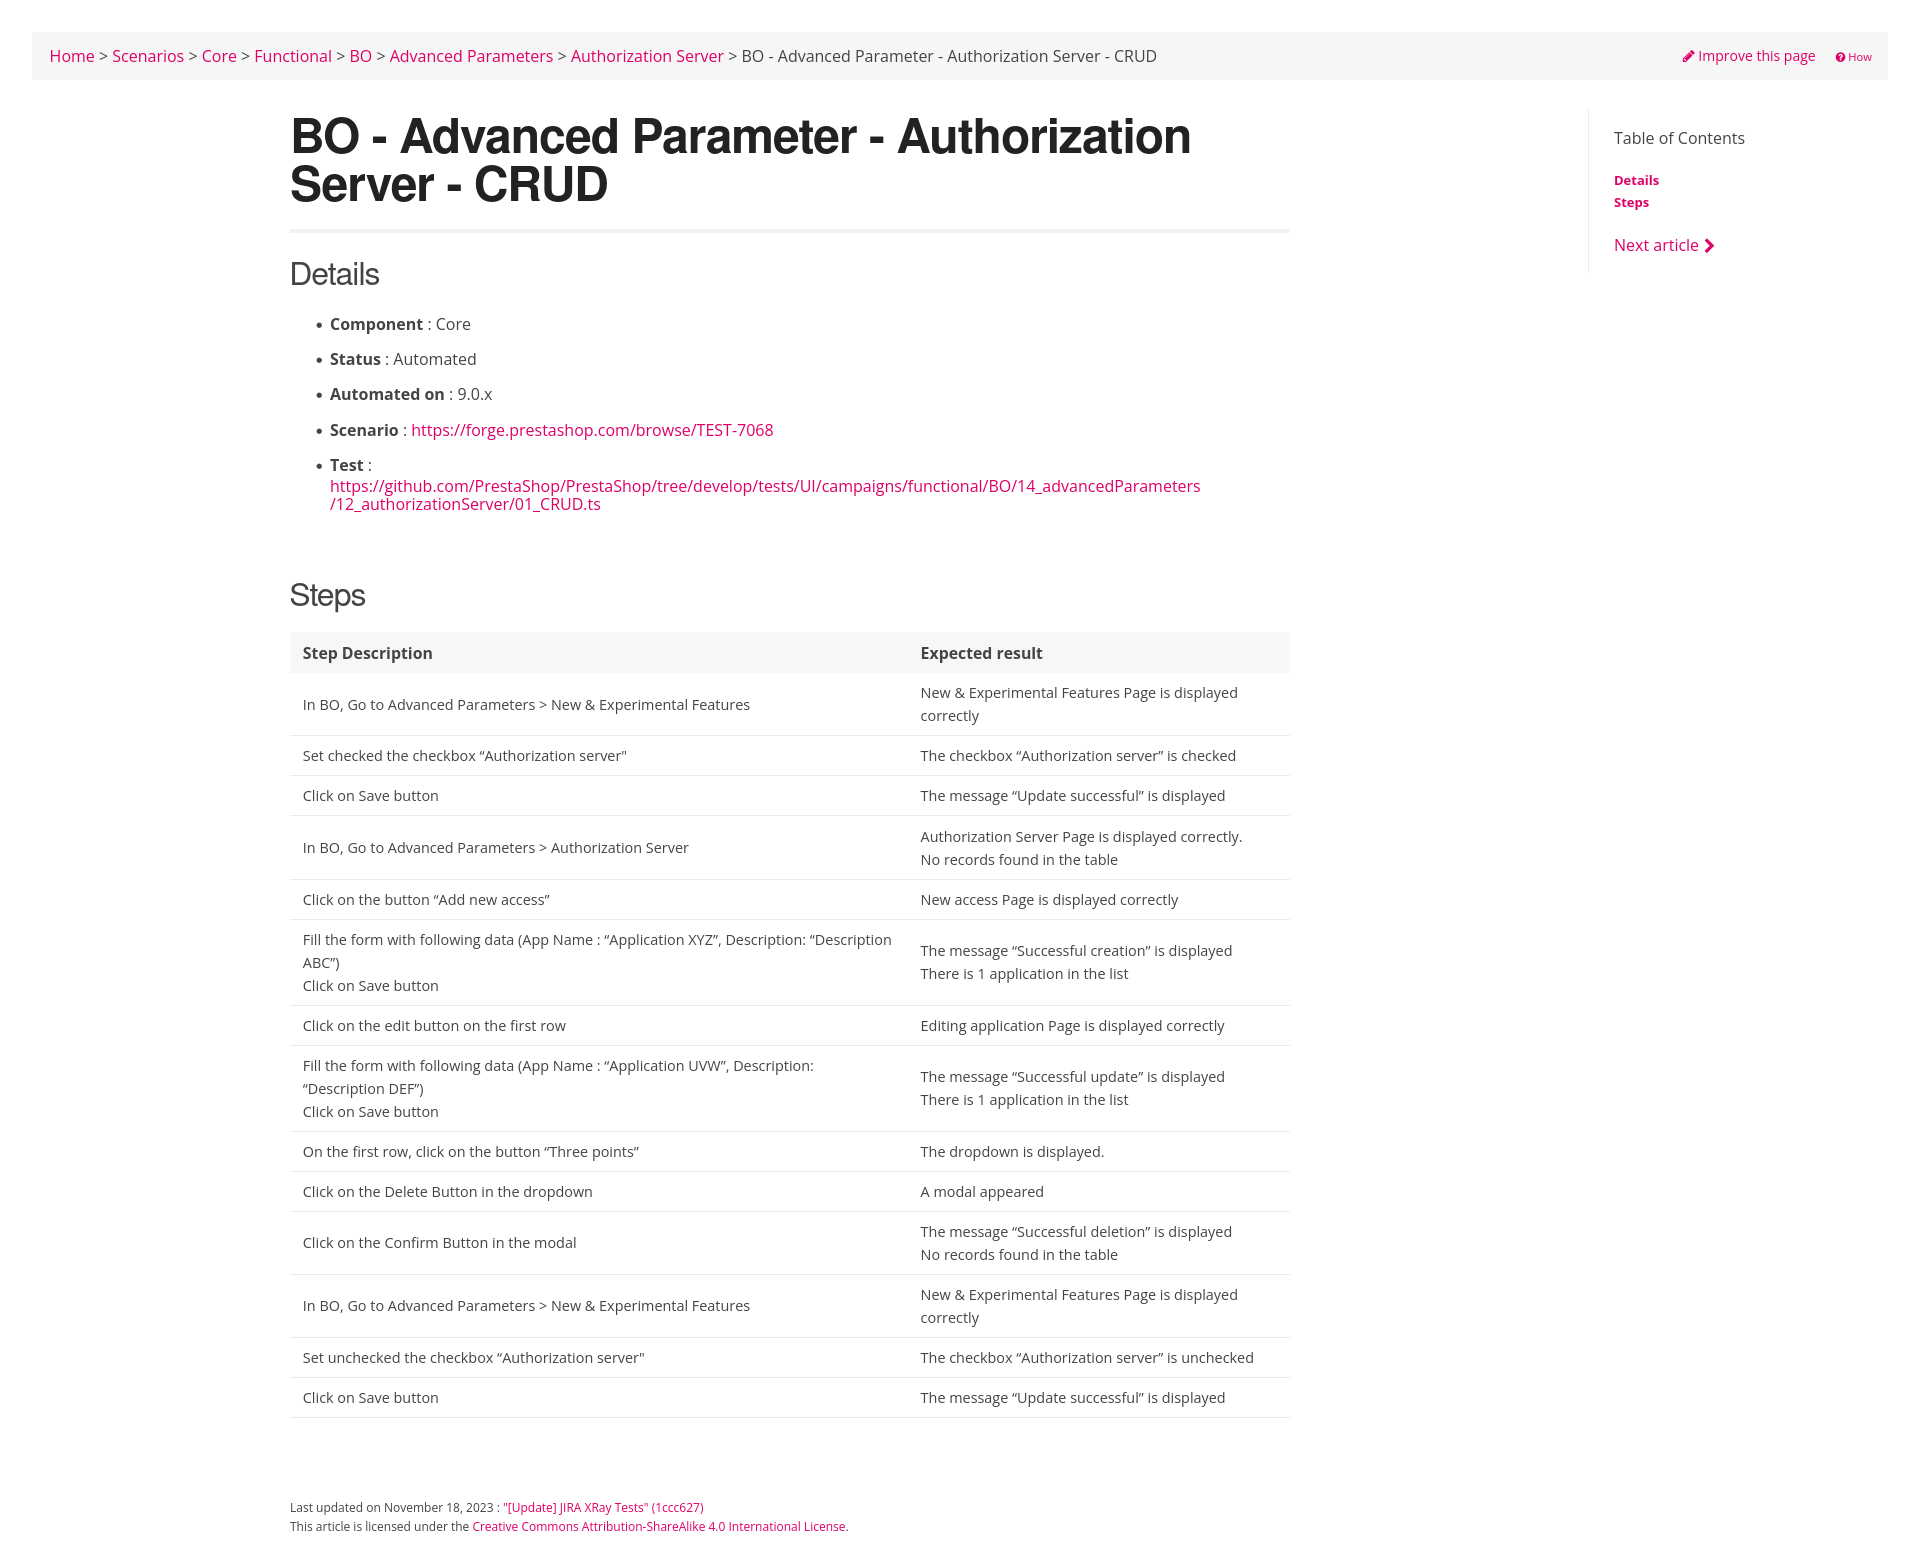 Home > Scenarios > Core > Functional > BO > Advanced Parameters > Authorization Server > BO - Advanced Parameter - Authorization Server - CRUD
Improve this page
How
BO - Advanced Parameter - Authorization
Server - CRUD
Table of Contents
Details
Steps
Next article
Details
• Component : Core
• Status : Automated
• Automated on : 9.0.x
• Scenario : https://forge.prestashop.com/browse/TEST-7068
• Test :
https://github.com/PrestaShop/PrestaShop/tree/develop/tests/UI/campaigns/functional/BO/14_advancedParameters
/12_authorizationServer/01_CRUD.ts
Steps
Step Description
Expected result
In BO, Go to Advanced Parameters > New & Experimental Features
New & Experimental Features Page is displayed
correctly
Set checked the checkbox “Authorization server"
The checkbox “Authorization server” is checked
Click on Save button
The message “Update successful” is displayed
In BO, Go to Advanced Parameters > Authorization Server
Authorization Server Page is displayed correctly.
No records found in the table
Click on the button “Add new access”
New access Page is displayed correctly
Fill the form with following data (App Name : “Application XYZ”, Description: “Description
ABC”)
Click on Save button
The message “Successful creation” is displayed
There is 1 application in the list
Click on the edit button on the first row
Editing application Page is displayed correctly
Fill the form with following data (App Name : “Application UVW”, Description:
“Description DEF”)
Click on Save button
The message “Successful update” is displayed
There is 1 application in the list
On the first row, click on the button “Three points”
The dropdown is displayed.
Click on the Delete Button in the dropdown
A modal appeared
Click on the Confirm Button in the modal
The message “Successful deletion” is displayed
No records found in the table
In BO, Go to Advanced Parameters > New & Experimental Features
New & Experimental Features Page is displayed
correctly
Set unchecked the checkbox “Authorization server"
The checkbox “Authorization server” is unchecked
Click on Save button
The message “Update successful” is displayed
Last updated on November 18, 2023 : "[Update] JIRA XRay Tests" (1ccc627)
This article is licensed under the Creative Commons Attribution-ShareAlike 4.0 International License.